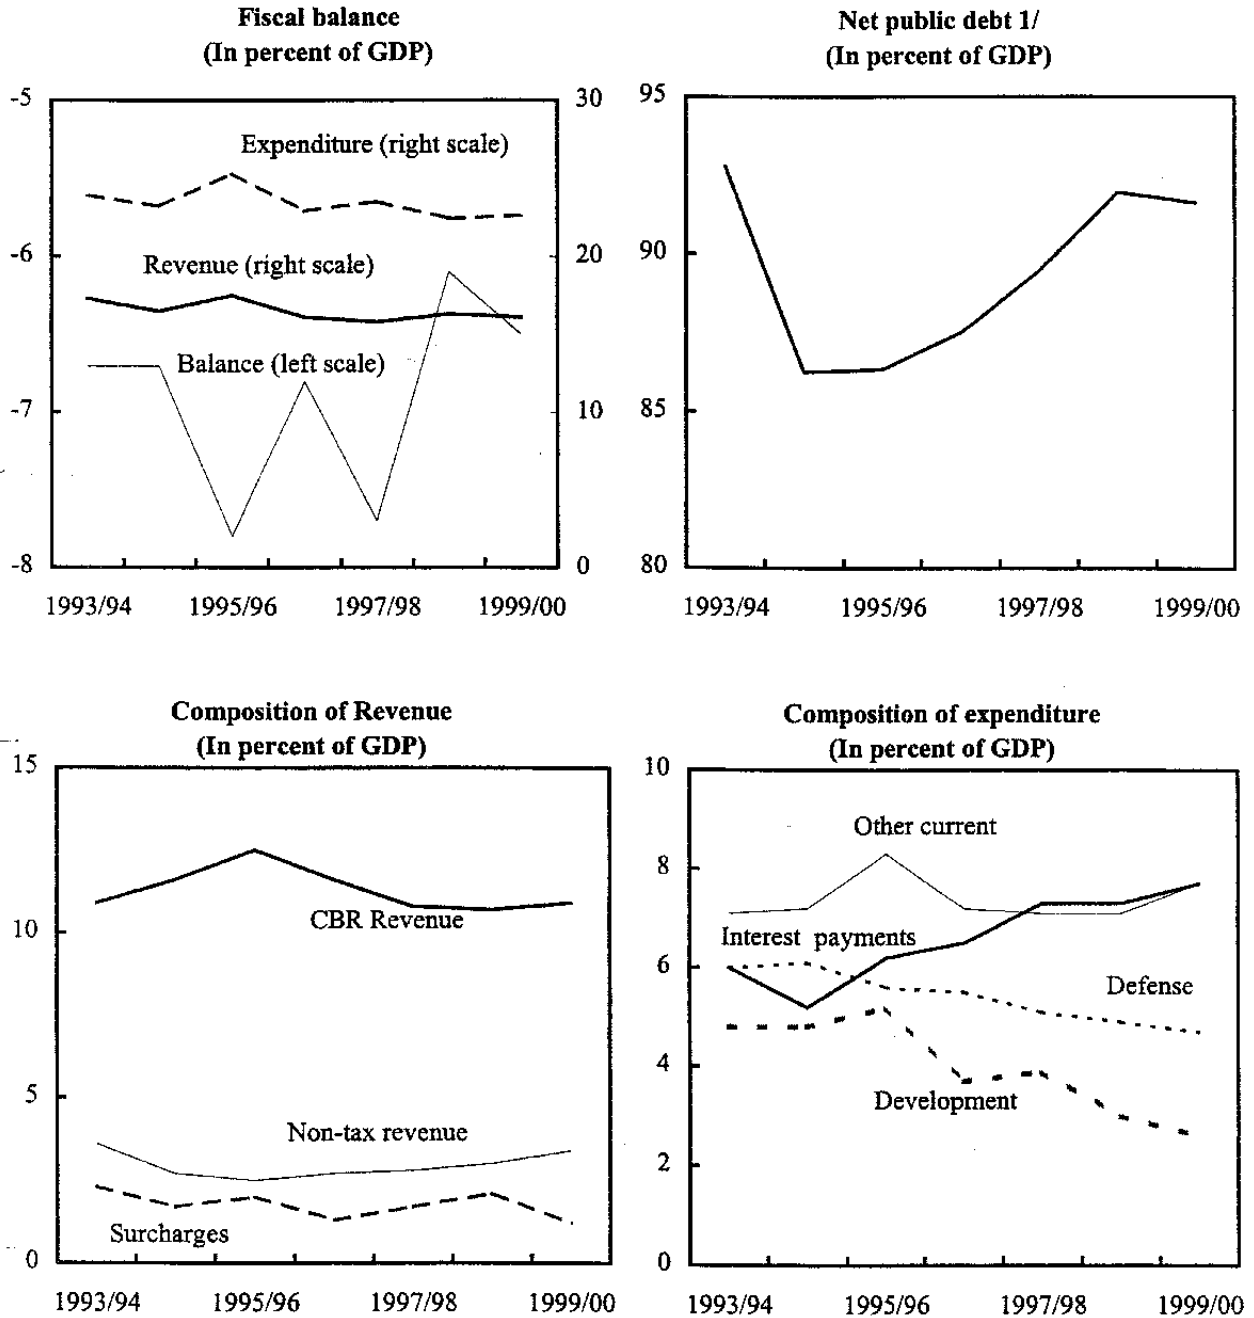 Fiscal balance
(In percent of GDP)
-5
-6
-7
-8
30
20
10
0
Expenditure (right scale)
Revenue (right scale)
Balance (left scale)
1993/94 1995/96 1997/98 1999/00
Net public debt 1/
(In percent of GDP)
95
90
85
80
1993/94 1995/96 1997/98 1999/00
Composition of Revenue
(In percent of GDP)
15
10
5
0
CBR Revenue
Non-tax revenue
Surcharges
1993/94 1995/96 1997/98 1999/00
Composition of expenditure
(In percent of GDP)
10
8
6
4
2
0
Other current
Interest payments
Defense
Development
1993/94 1995/96 1997/98 1999/00